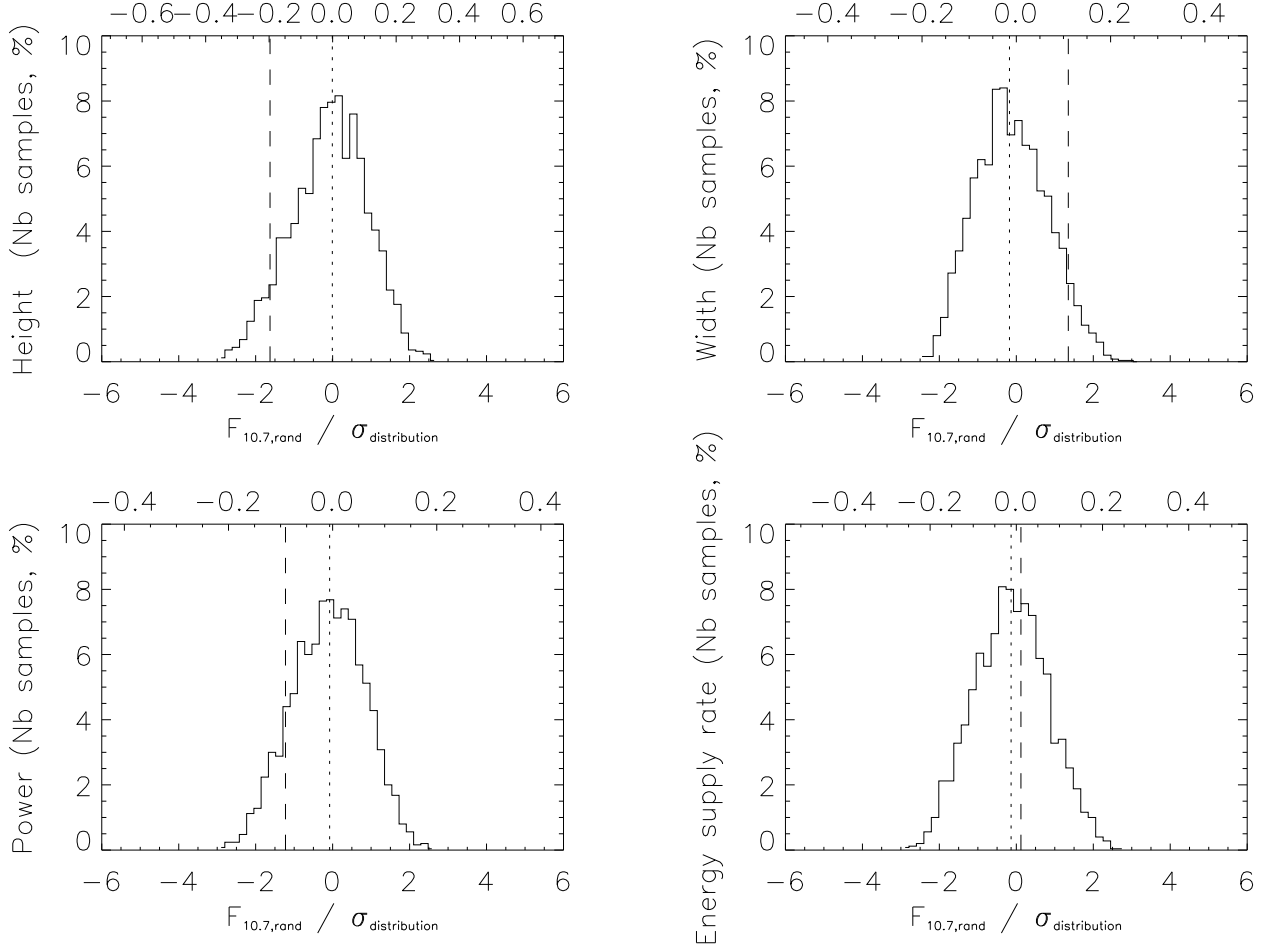 −0.6 −0.4 −0.2 0.0 0.2 0.4 0.6
Height (Nb samples, %)
10
8
6
4
2
0
−6 −4 −2 0 2 4 6
F10.7,rand / σdistribution
−0.4 −0.2 0.0 0.2 0.4
Width (Nb samples, %)
10
8
6
4
2
0
−6 −4 −2 0 2 4 6
F10.7,rand / σdistribution
−0.4 −0.2 −0.0 0.2 0.4
Power (Nb samples, %)
10
8
6
4
2
0
−6 −4 −2 0 2 4 6
F10.7,rand / σdistribution
−0.4 −0.2 −0.0 0.2 0.4
Energy supply rate (Nb samples, %)
10
8
6
4
2
0
−6 −4 −2 0 2 4 6
F10.7,rand / σdistribution